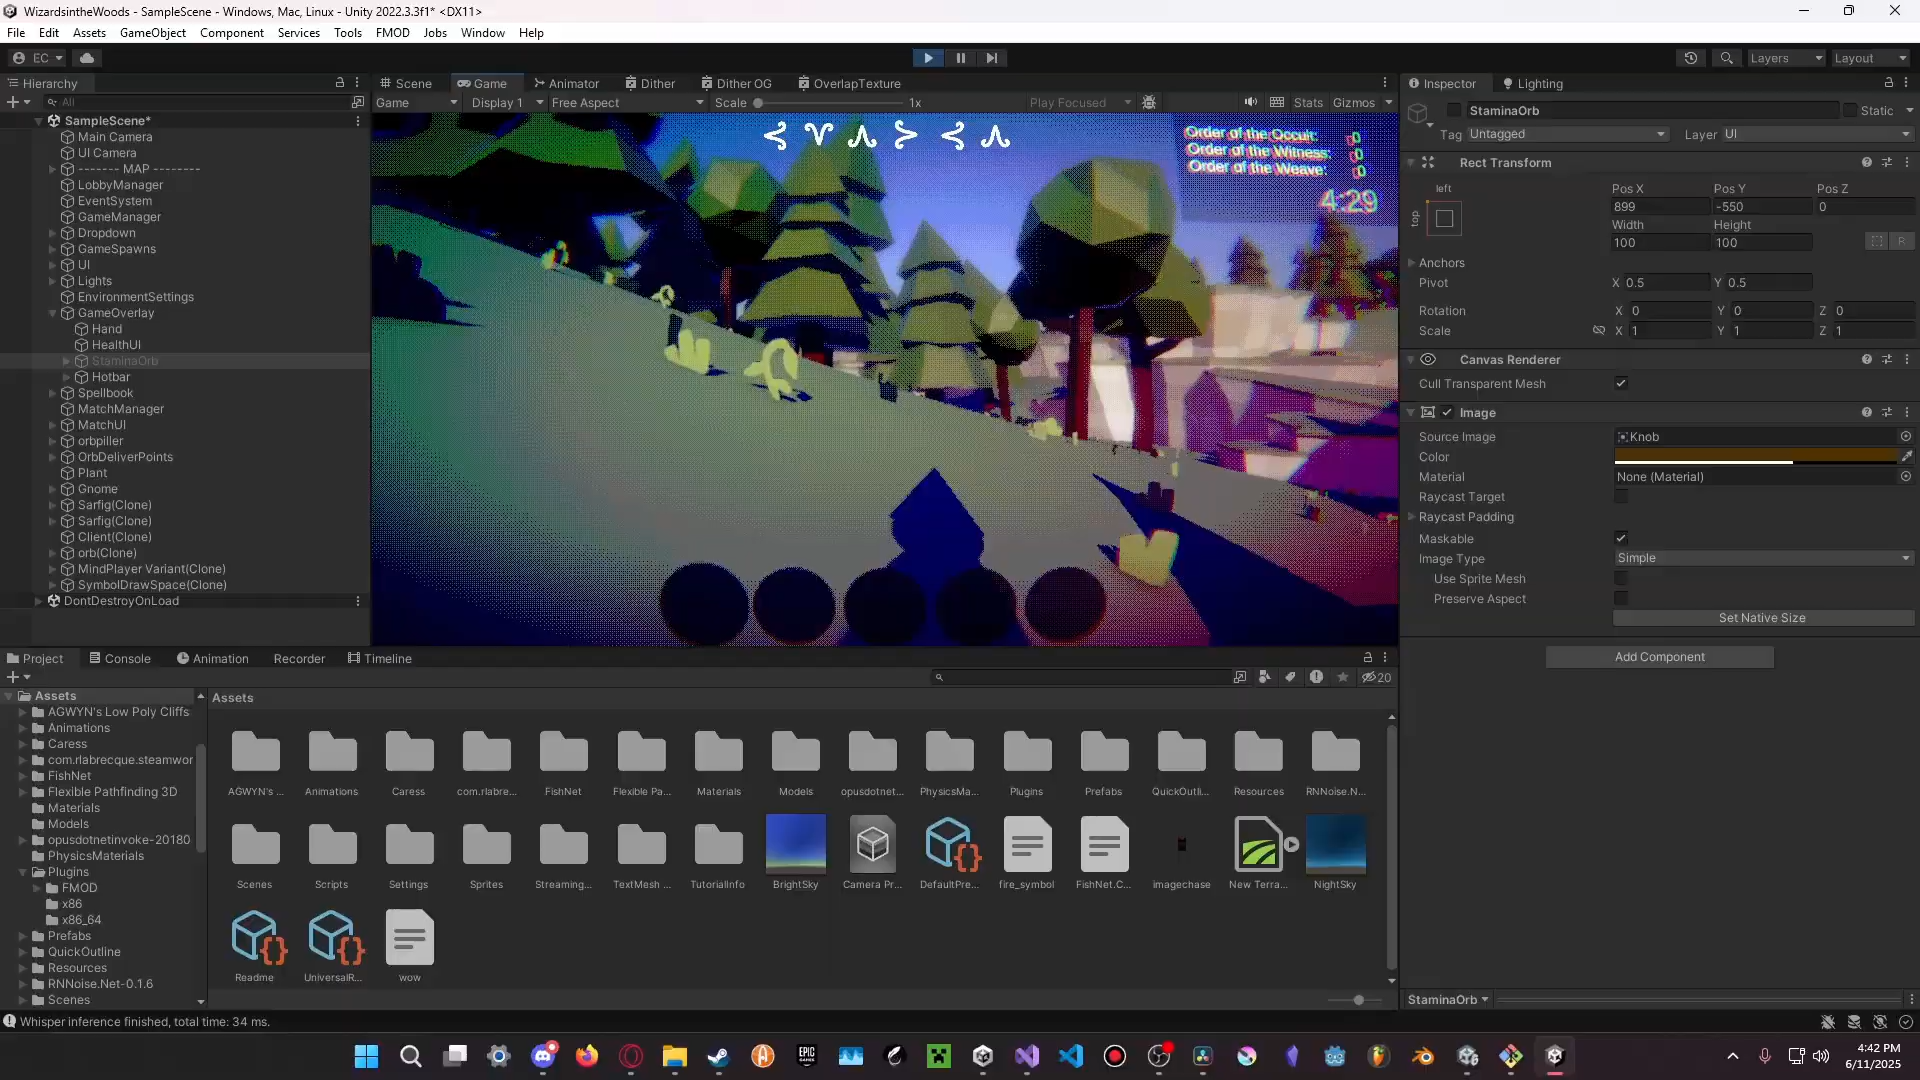 WizardsintheWoods - SampleScene - Windows, Mac, Linux - Unity 2022.3.3f1* <DX11>
File Edit Assets GameObject Component Services Tools FMOD Jobs Window Help
EC Layers Layout
Hierarchy
All
SampleScene*
Main Camera
UI Camera
------- MAP --------
LobbyManager
EventSystem
GameManager
Dropdown
GameSpawns
UI
Lights
EnvironmentSettings
GameOverlay
Hand
HealthUI
StaminaOrb
Hotbar
Spellbook
MatchManager
MatchUI
orbpiller
OrbDeliverPoints
Plant
Gnome
Sarfig(Clone)
Sarfig(Clone)
Client(Clone)
orb(Clone)
MindPlayer Variant(Clone)
SymbolDrawSpace(Clone)
DontDestroyOnLoad
Scene Game Animator Dither Dither OG OverlapTexture
Game Display 1 Free Aspect Scale 1x Play Focused Stats Gizmos
Order of the Occult: 0
Order of the Witness: 0
Order of the Weave: 0
4:29
Inspector Lighting
StaminaOrb Static
Tag Untagged Layer UI
Rect Transform
left Pos X Pos Y Pos Z
top 899 -550 0
Width Height
100 100 R
Anchors
Pivot X 0.5 Y 0.5
Rotation X 0 Y 0 Z 0
Scale X 1 Y 1 Z 1
Canvas Renderer
Cull Transparent Mesh
Image
Source Image Knob
Color
Material None (Material)
Raycast Target
Raycast Padding
Maskable
Image Type Simple
Use Sprite Mesh
Preserve Aspect
Set Native Size
Add Component
StaminaOrb
Project Console Animation Recorder Timeline
20
Assets
AGWYN's Low Poly Cliffs
Animations
Caress
com.rlabrecque.steamwor
FishNet
Flexible Pathfinding 3D
Materials
Models
opusdotnetinvoke-20180
PhysicsMaterials
Plugins
FMOD
x86
x86_64
Prefabs
QuickOutline
Resources
RNNoise.Net-0.1.6
Scenes
Assets
AGWYN's ... Animations Caress com.rlabre... FishNet Flexible Pa... Materials Models opusdotnet... PhysicsMa... Plugins Prefabs QuickOutli... Resources RNNoise.N...
Scenes Scripts Settings Sprites Streaming... TextMesh ... TutorialInfo BrightSky Camera Pr... DefaultPre... fire_symbol FishNet.C... imagechase New Terra... NightSky
Readme UniversalR... wow
Whisper inference finished, total time: 34 ms.
4:42 PM
6/11/2025